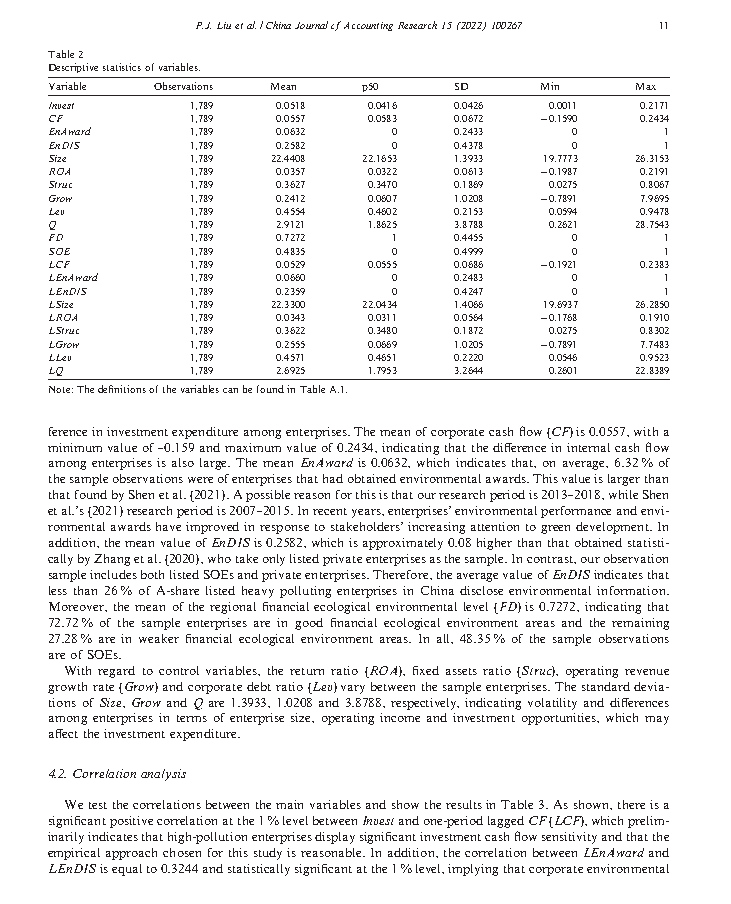 P.J. Liu et al. / China Journal of Accounting Research 15 (2022) 100267 11
Table 2
Descriptive statistics of variables.
Variable Observations Mean p50 SD Min Max
Invest 1,789 0.0518 0.0416 0.0426 0.0011 0.2171
CF 1,789 0.0557 0.0583 0.0672 −0.1590 0.2434
EnAward 1,789 0.0632 0 0.2433 0 1
EnDIS 1,789 0.2582 0 0.4378 0 1
Size 1,789 22.4408 22.1653 1.3933 19.7773 26.3153
ROA 1,789 0.0357 0.0322 0.0613 −0.1987 0.2191
Struc 1,789 0.3627 0.3470 0.1869 0.0275 0.8067
Grow 1,789 0.2412 0.0607 1.0208 −0.7891 7.9695
Lev 1,789 0.4554 0.4602 0.2153 0.0594 0.9478
Q 1,789 2.9121 1.8625 3.8788 0.2621 28.7543
FD 1,789 0.7272 1 0.4455 0 1
SOE 1,789 0.4835 0 0.4999 0 1
LCF 1,789 0.0529 0.0555 0.0686 −0.1921 0.2383
LEnAward 1,789 0.0660 0 0.2483 0 1
LEnDIS 1,789 0.2359 0 0.4247 0 1
LSize 1,789 22.3300 22.0434 1.4066 19.6937 26.2850
LROA 1,789 0.0343 0.0311 0.0564 −0.1768 0.1910
LStruc 1,789 0.3622 0.3480 0.1872 0.0275 0.8302
LGrow 1,789 0.2555 0.0669 1.0205 −0.7891 7.7483
LLev 1,789 0.4571 0.4651 0.2220 0.0546 0.9523
LQ 1,789 2.6925 1.7953 3.2644 0.2601 22.8389
Note: The definitions of the variables can be found in Table A.1.
ference in investment expenditure among enterprises. The mean of corporate cash flow (CF) is 0.0557, with a
minimum value of –0.159 and maximum value of 0.2434, indicating that the difference in internal cash flow
among enterprises is also large. The mean EnAward is 0.0632, which indicates that, on average, 6.32 % of
the sample observations were of enterprises that had obtained environmental awards. This value is larger than
that found by Shen et al. (2021). A possible reason for this is that our research period is 2013–2018, while Shen
et al.'s (2021) research period is 2007–2015. In recent years, enterprises' environmental performance and envi-
ronmental awards have improved in response to stakeholders' increasing attention to green development. In
addition, the mean value of EnDIS is 0.2582, which is approximately 0.08 higher than that obtained statisti-
cally by Zhang et al. (2020), who take only listed private enterprises as the sample. In contrast, our observation
sample includes both listed SOEs and private enterprises. Therefore, the average value of EnDIS indicates that
less than 26 % of A-share listed heavy polluting enterprises in China disclose environmental information.
Moreover, the mean of the regional financial ecological environmental level (FD) is 0.7272, indicating that
72.72 % of the sample enterprises are in good financial ecological environment areas and the remaining
27.28 % are in weaker financial ecological environment areas. In all, 48.35 % of the sample observations
are of SOEs.
With regard to control variables, the return ratio (ROA), fixed assets ratio (Struc), operating revenue
growth rate (Grow) and corporate debt ratio (Lev) vary between the sample enterprises. The standard devia-
tions of Size, Grow and Q are 1.3933, 1.0208 and 3.8788, respectively, indicating volatility and differences
among enterprises in terms of enterprise size, operating income and investment opportunities, which may
affect the investment expenditure.
4.2. Correlation analysis
We test the correlations between the main variables and show the results in Table 3. As shown, there is a
significant positive correlation at the 1 % level between Invest and one-period lagged CF (LCF), which prelim-
inarily indicates that high-pollution enterprises display significant investment cash flow sensitivity and that the
empirical approach chosen for this study is reasonable. In addition, the correlation between LEnAward and
LEnDIS is equal to 0.3244 and statistically significant at the 1 % level, implying that corporate environmental